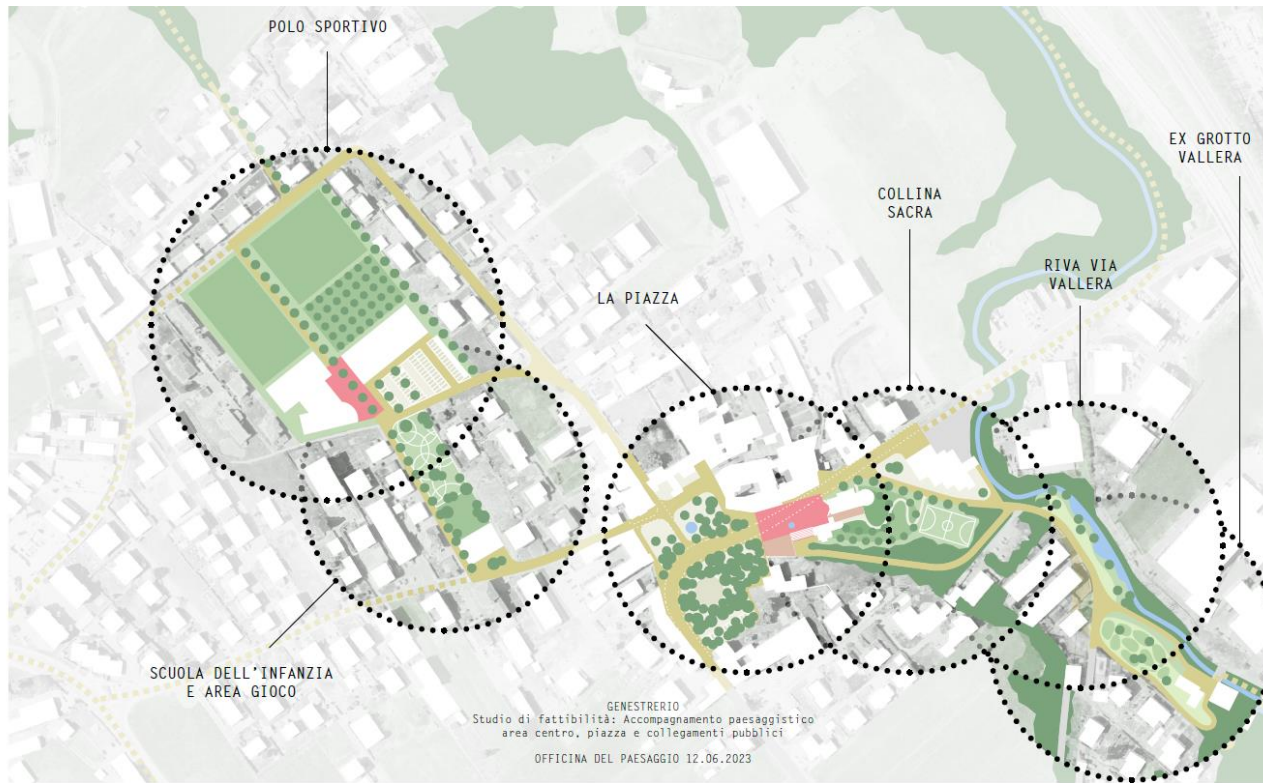 POLO SPORTIVO
EX GROTTO
VALLERA
COLLINA
SACRA
RIVA VIA
VALLERA
LA PIAZZA
SCUOLA DELL'INFANZIA
E AREA GIOCO
GENESTRERIO
Studio di fattibilità: Accompagnamento paesaggistico
area centro, piazza e collegamenti pubblici
OFFICINA DEL PAESAGGIO 12.06.2023